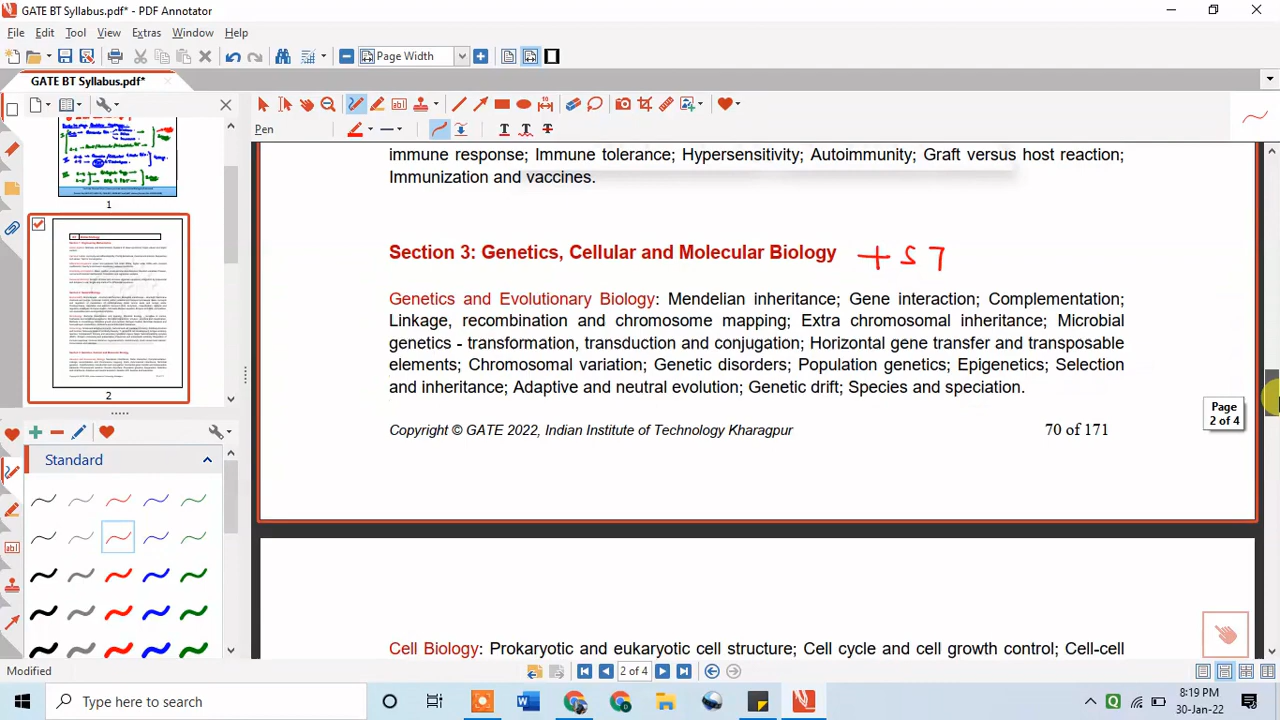 GATE BT Syllabus.pdf* - PDF Annotator
File Edit Tool View Extras Window Help
Page Width
GATE BT Syllabus.pdf*
Pen
1
2
Standard
immune response; Immune tolerance; Hypersensitivity, Autoimmunity; Graft versus host reaction;
Immunization and vaccines.
Section 3: Genetics, Cellular and Molecular + S 7
Genetics and Evolutionary Biology: Mendelian Gene interaction; Complementation;
Linkage, recombination and chromosome chromosomal inheritance; Microbial
genetics - transformation, transduction and conjugation; Horizontal gene transfer and transposable
elements; Chromosomal variation; Genetic disorders; Population genetics; Epigenetics; Selection
and inheritance; Adaptive and neutral evolution; Genetic drift; Species and speciation.
Copyright © GATE 2022, Indian Institute of Technology Kharagpur 70 of 171
Page
2 of 4
Cell Biology: Prokaryotic and eukaryotic cell structure; Cell cycle and cell growth control; Cell-cell
Modified
2 of 4
Type here to search
8:19 PM
30-Jan-22